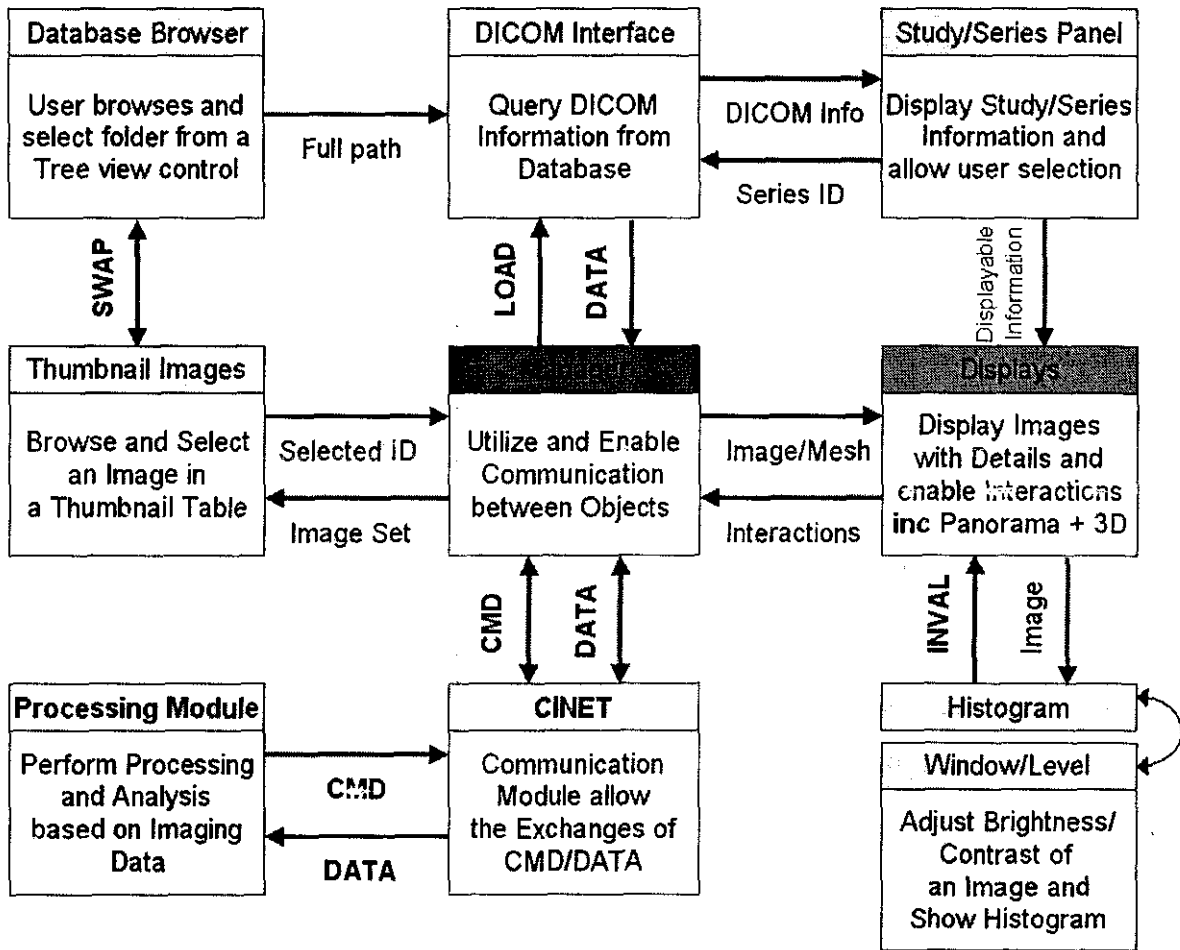 Database Browser
User browses and
select folder from a
Tree view control
Full path
DICOM Interface
Query DICOM
Information from
Database
DICOM Info
Series ID
Study/Series Panel
Display Study/Series
Information and
allow user selection
SWAP
LOAD
DATA
Displayable
Information
Thumbnail Images
Browse and Select
an Image in
a Thumbnail Table
Selected ID
Image Set
Utilize and Enable
Communication
between Objects
Image/Mesh
Interactions
Displays
Display Images
with Details and
enable Interactions
inc Panorama + 3D
CMD
DATA
INVAL
Image
Processing Module
Perform Processing
and Analysis
based on Imaging
Data
CMD
DATA
CINET
Communication
Module allow
the Exchanges of
CMD/DATA
Histogram
Window/Level
Adjust Brightness/
Contrast of
an Image and
Show Histogram